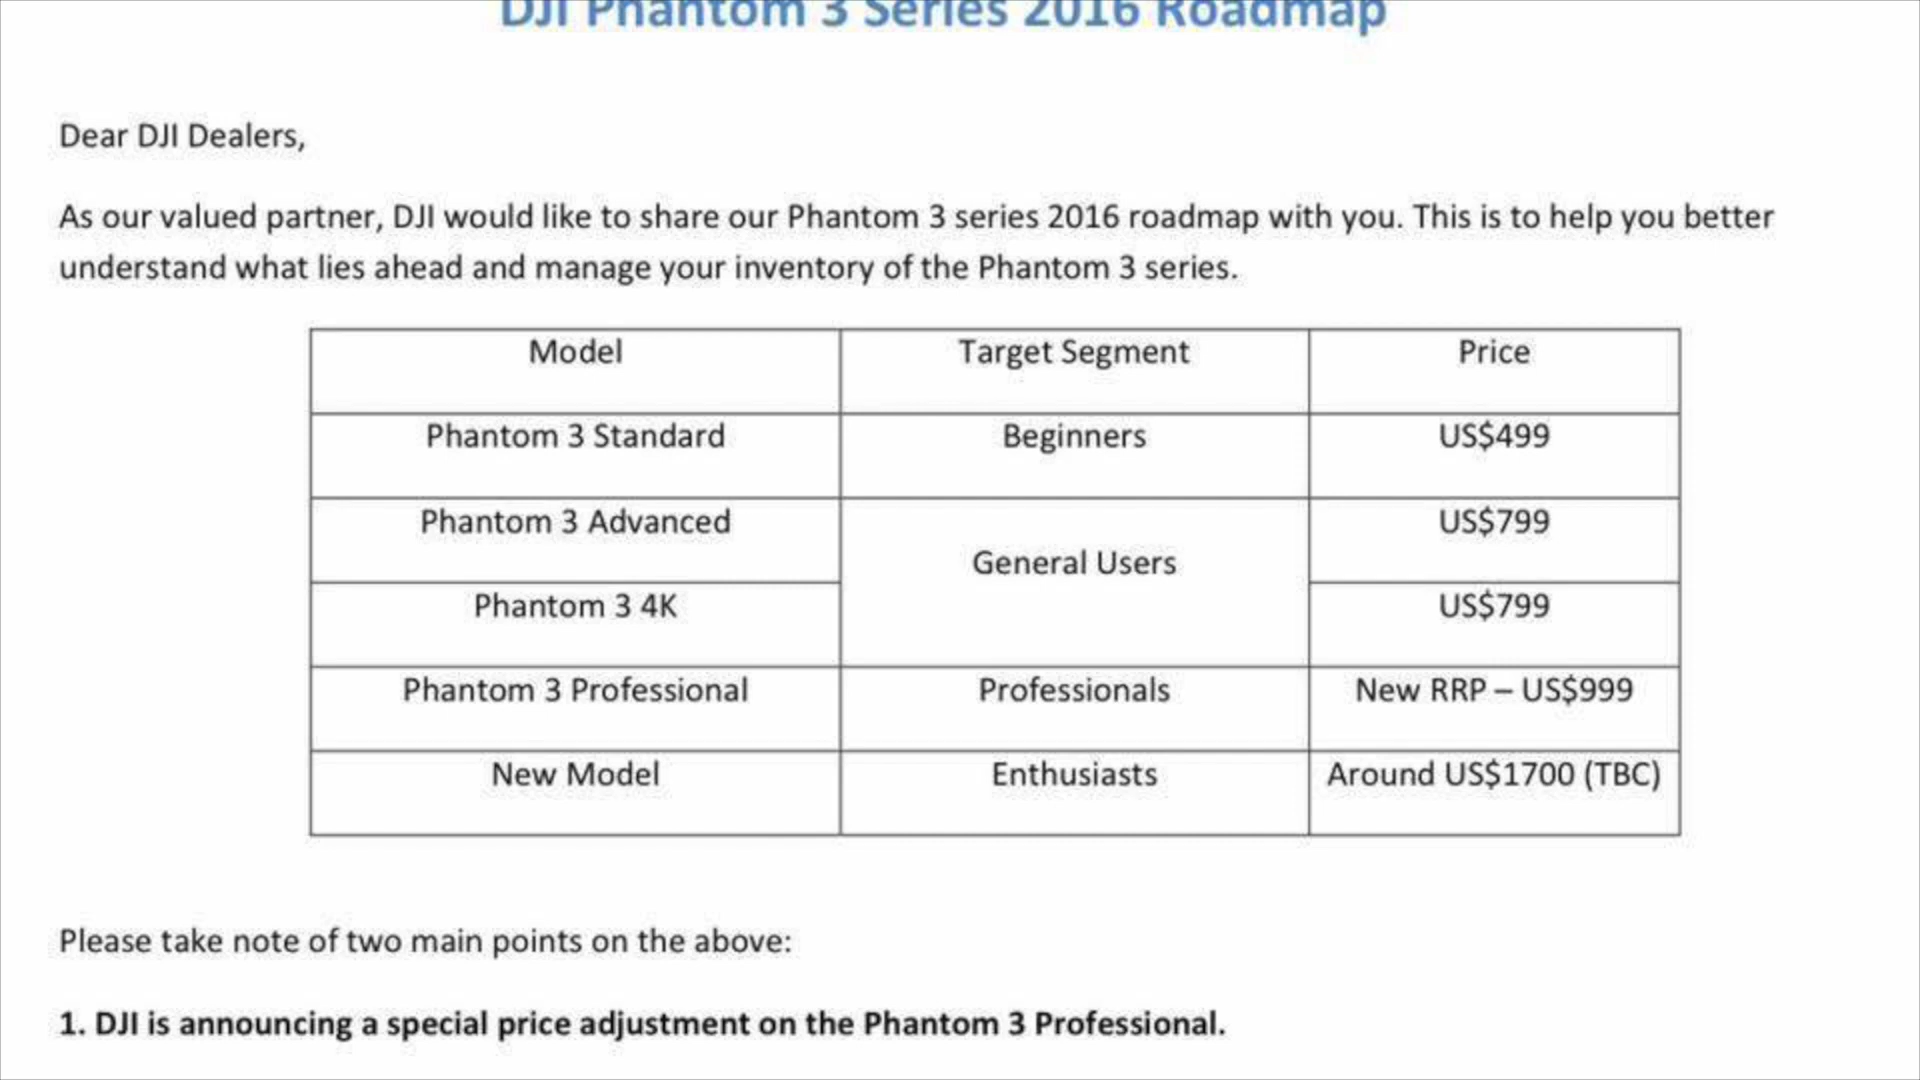 DJI Phantom 3 Series 2016 Roadmap
Dear DJI Dealers,
As our valued partner, DJI would like to share our Phantom 3 series 2016 roadmap with you. This is to help you better
understand what lies ahead and manage your inventory of the Phantom 3 series.
Model Target Segment Price
Phantom 3 Standard Beginners US$499
Phantom 3 Advanced US$799
General Users
Phantom 3 4K US$799
Phantom 3 Professional Professionals New RRP – US$999
New Model Enthusiasts Around US$1700 (TBC)
Please take note of two main points on the above:
1. DJI is announcing a special price adjustment on the Phantom 3 Professional.